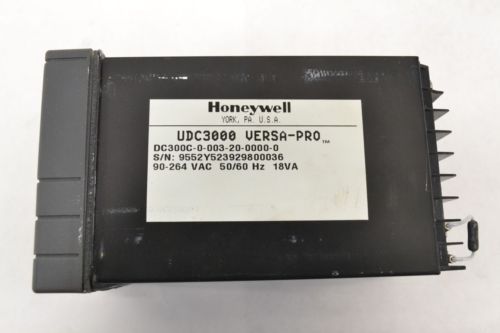 Honeywell
YORK, PA. U.S.A.
UDC3000 VERSA-PRO™
DC300C-0-003-20-0000-0
S/N: 9552Y523929800036
90-264 VAC 50/60 Hz 18VA